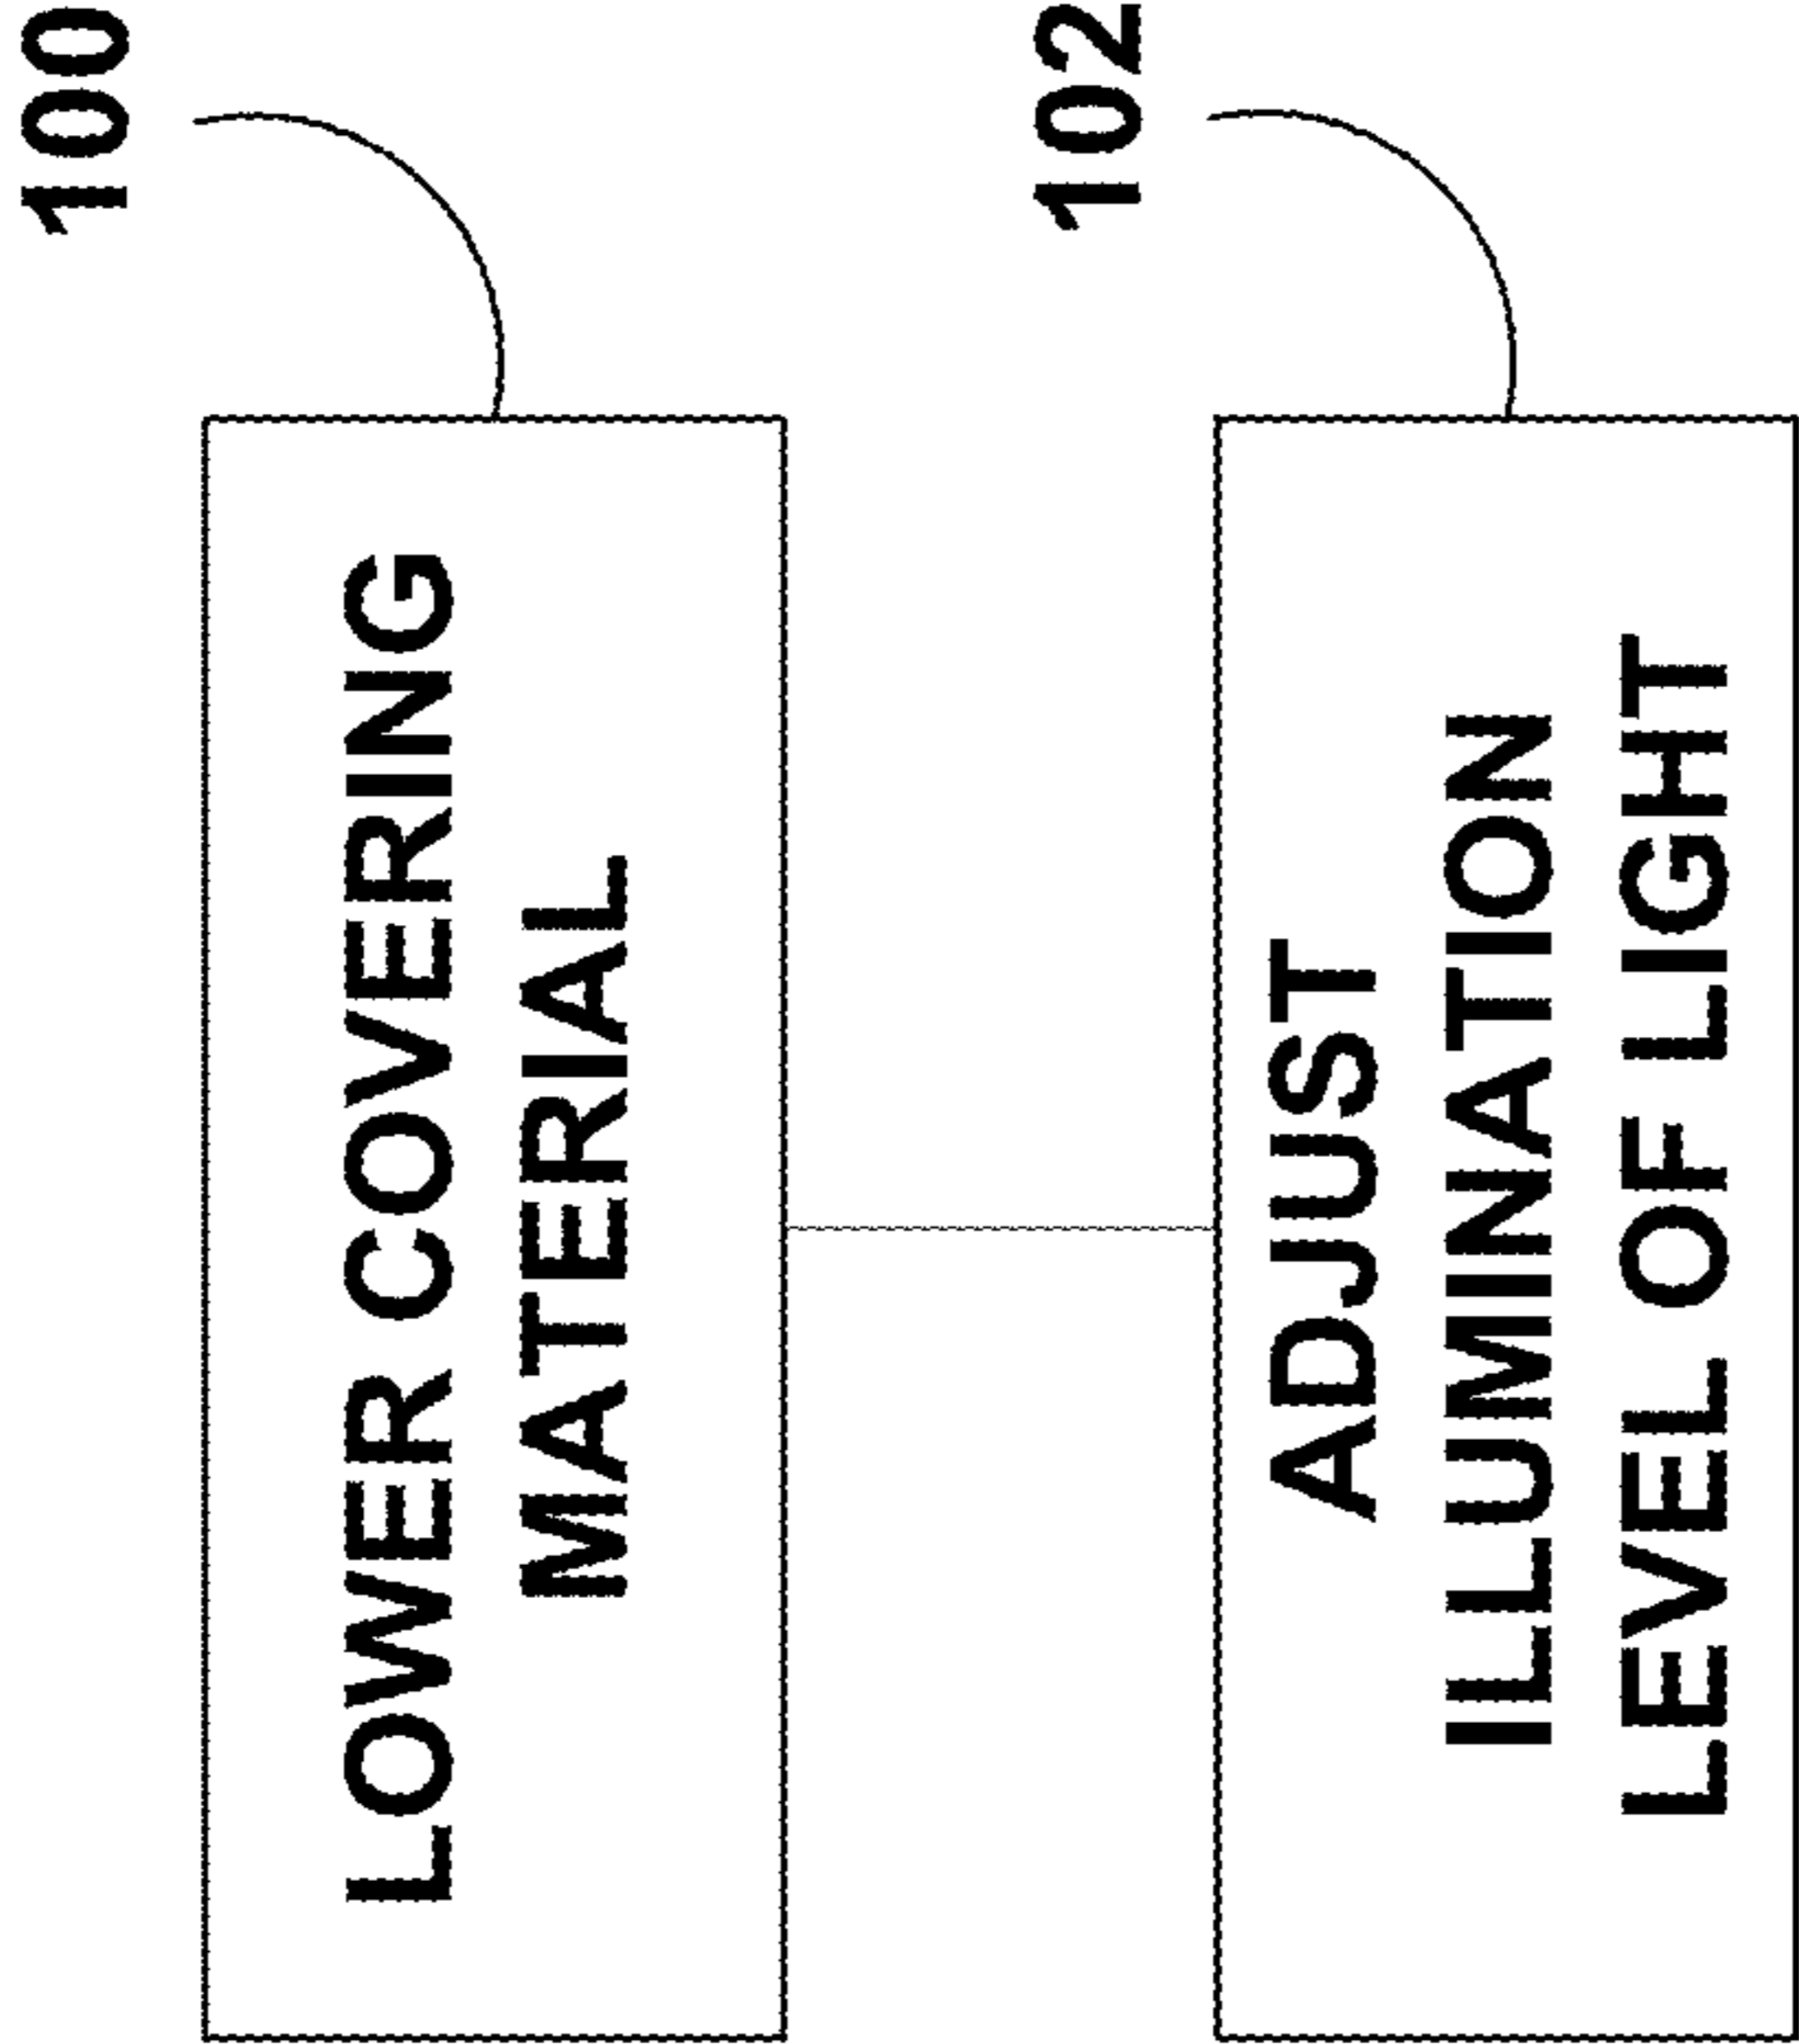 100
LOWER COVERING
MATERIAL
102
ADJUST
ILLUMINATION
LEVEL OF LIGHT